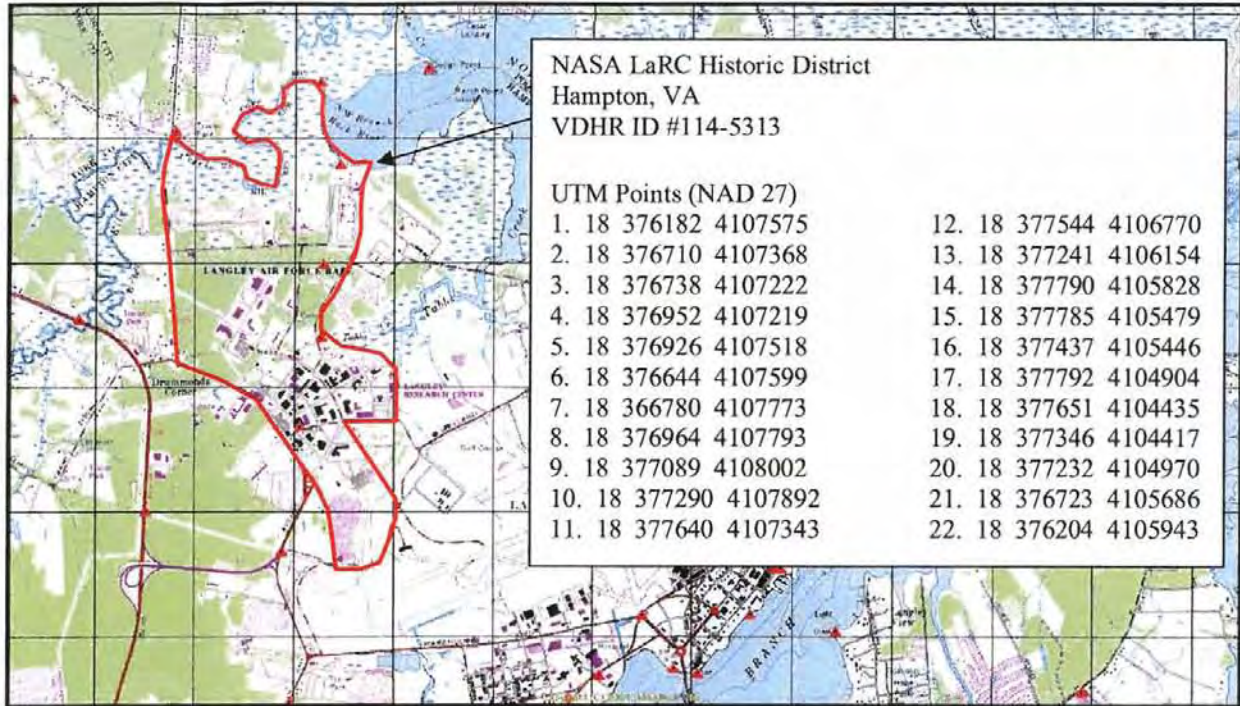 NASA LaRC Historic District
Hampton, VA
VDHR ID #114-5313
UTM Points (NAD 27)
1. 18 376182 4107575
2. 18 376710 4107368
3. 18 376738 4107222
4. 18 376952 4107219
5. 18 376926 4107518
6. 18 376644 4107599
7. 18 366780 4107773
8. 18 376964 4107793
9. 18 377089 4108002
10. 18 377290 4107892
11. 18 377640 4107343
12. 18 377544 4106770
13. 18 377241 4106154
14. 18 377790 4105828
15. 18 377785 4105479
16. 18 377437 4105446
17. 18 377792 4104904
18. 18 377651 4104435
19. 18 377346 4104417
20. 18 377232 4104970
21. 18 376723 4105686
22. 18 376204 4105943
LANGLEY AIR FORCE
Drummonds
Corner
LANGLEY
RESEARCH CENTER
BRANCH